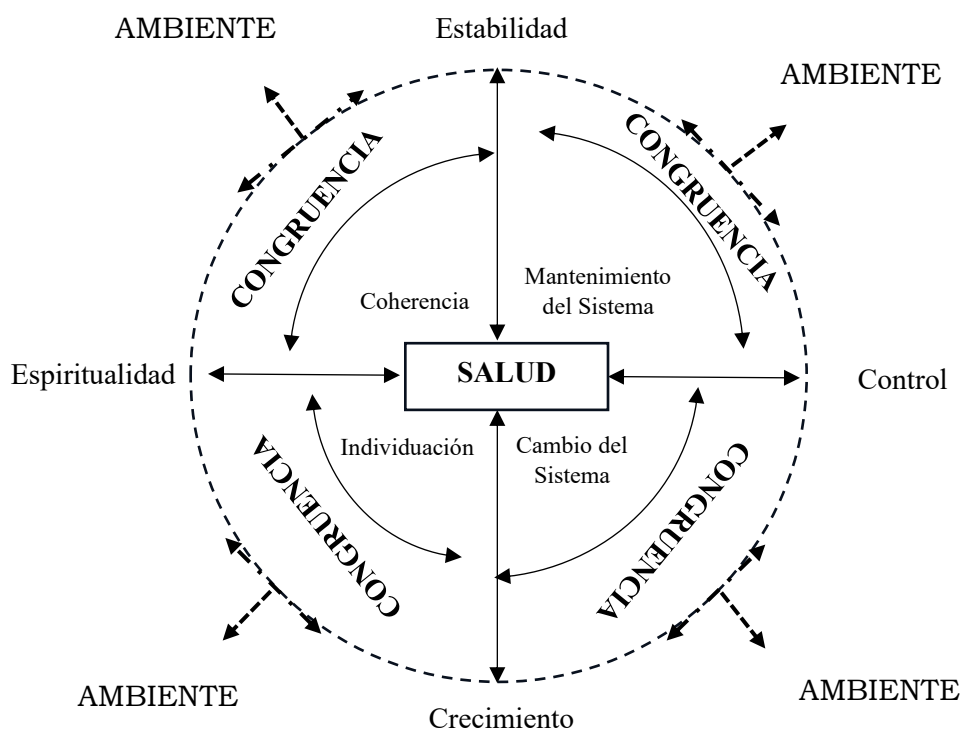 AMBIENTE
Estabilidad
AMBIENTE
CONGRUENCIA
CONGRUENCIA
Coherencia
Mantenimiento
del Sistema
Espiritualidad
SALUD
Control
Individuación
Cambio del
Sistema
CONGRUENCIA
CONGRUENCIA
AMBIENTE
Crecimiento
AMBIENTE